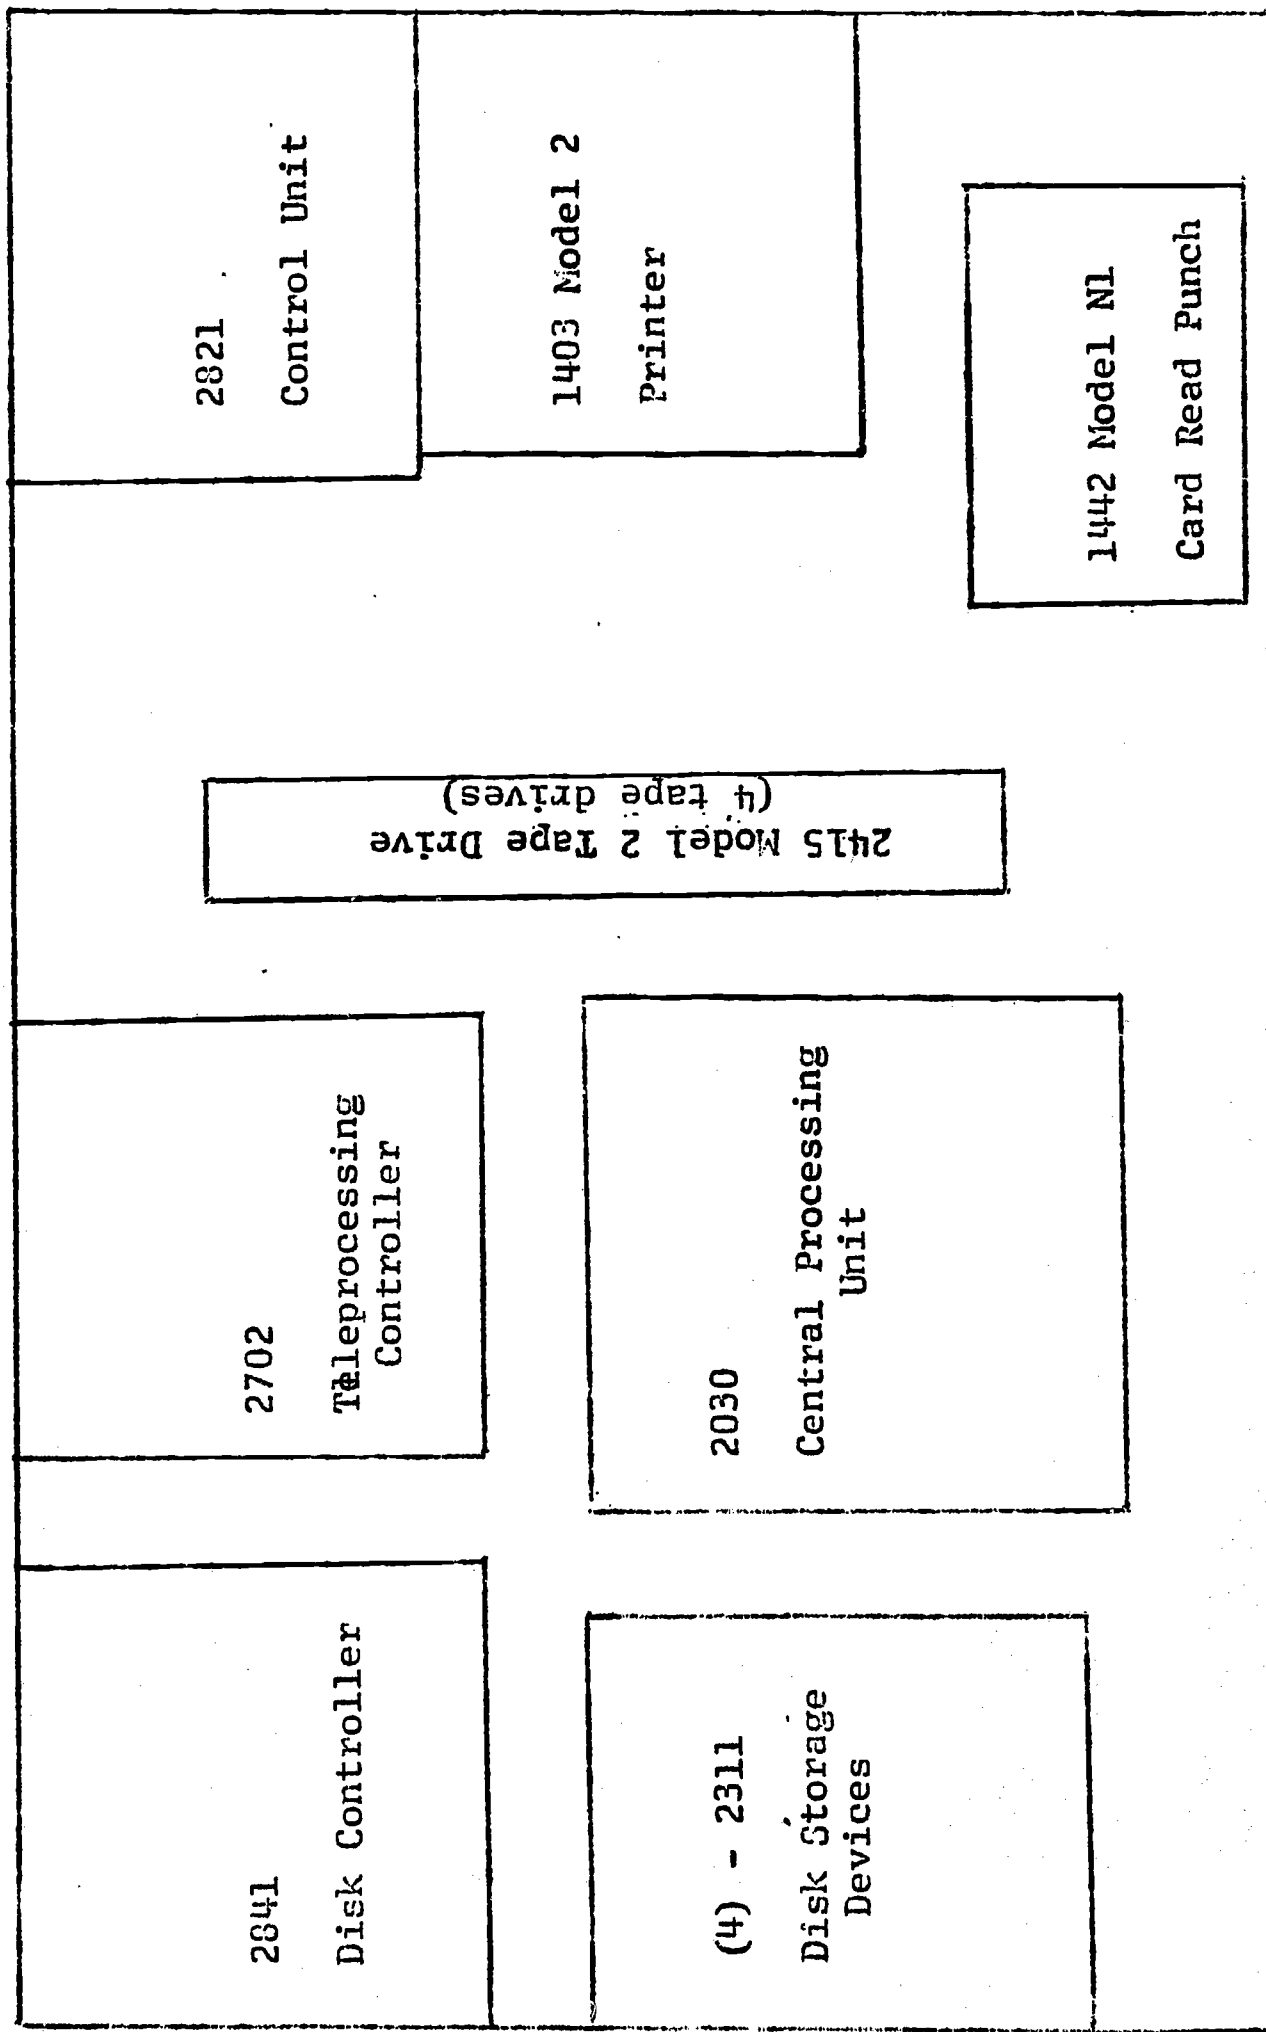 2841
Disk Controller
2702
Teleprocessing
Controller
2821
Control Unit
(4) - 2311
Disk Storage
Devices
2030
Central Processing
Unit
2415 Model 2 Tape Drive
(4 tape drives)
1403 Model 2
Printer
1442 Model N1
Card Read Punch